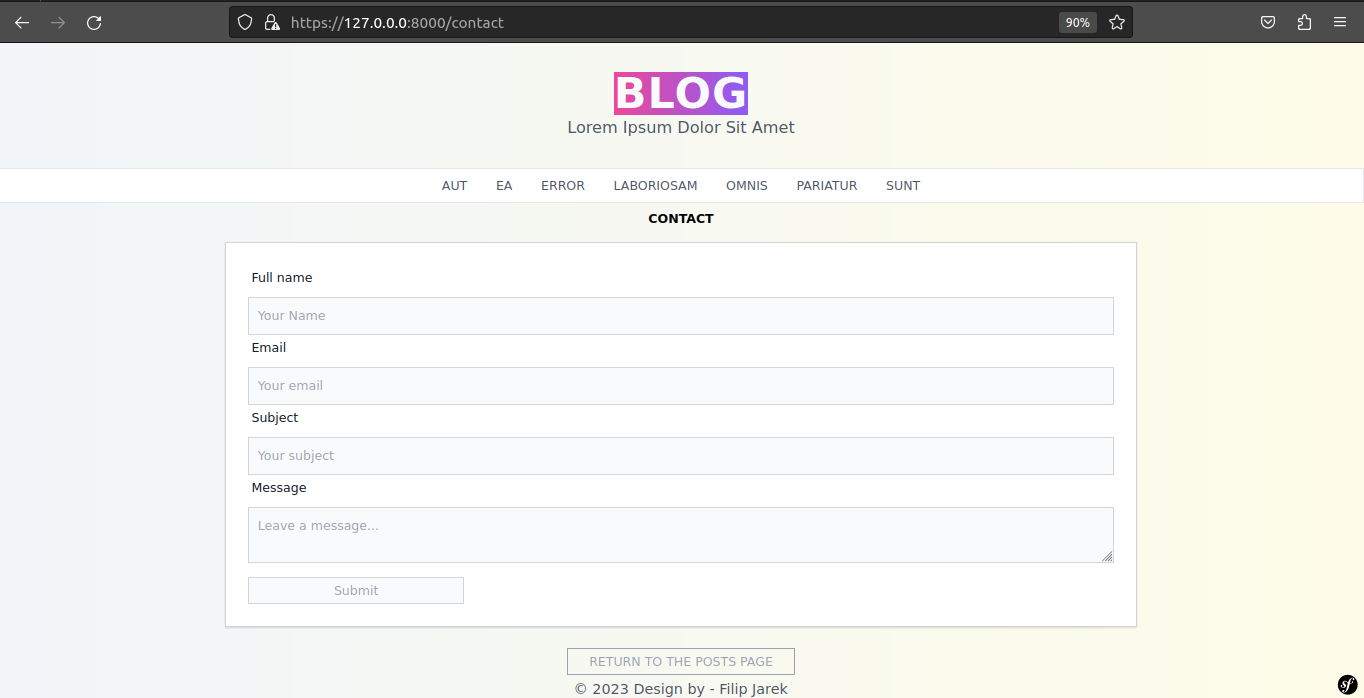 https://127.0.0.0:8000/contact
90%
BLOG
Lorem Ipsum Dolor Sit Amet
AUT EA ERROR LABORIOSAM OMNIS PARIATUR SUNT
CONTACT
Full name
Your Name
Email
Your email
Subject
Your subject
Message
Leave a message...
Submit
RETURN TO THE POSTS PAGE
© 2023 Design by - Filip Jarek
sf